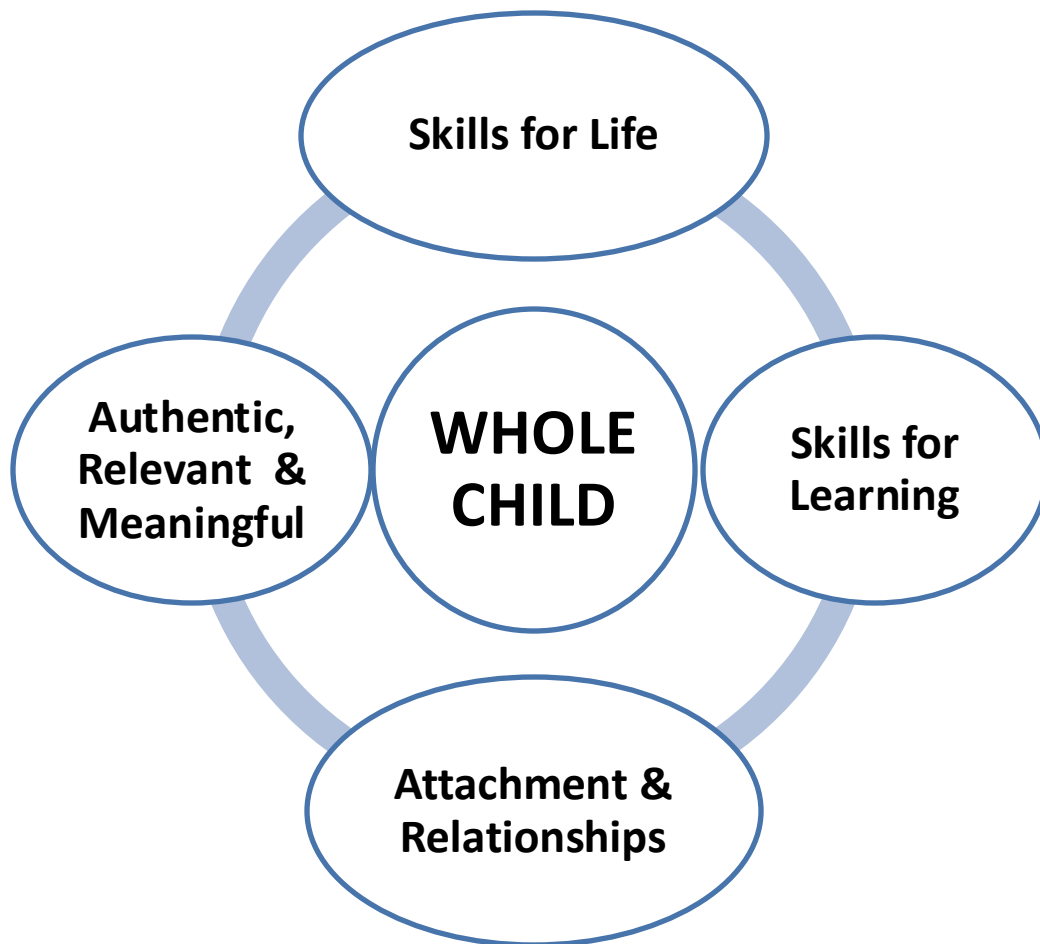 Skills for Life
Authentic,
Relevant & 
Meaningful
WHOLE
CHILD
Skills for
Learning
Attachment &
Relationships